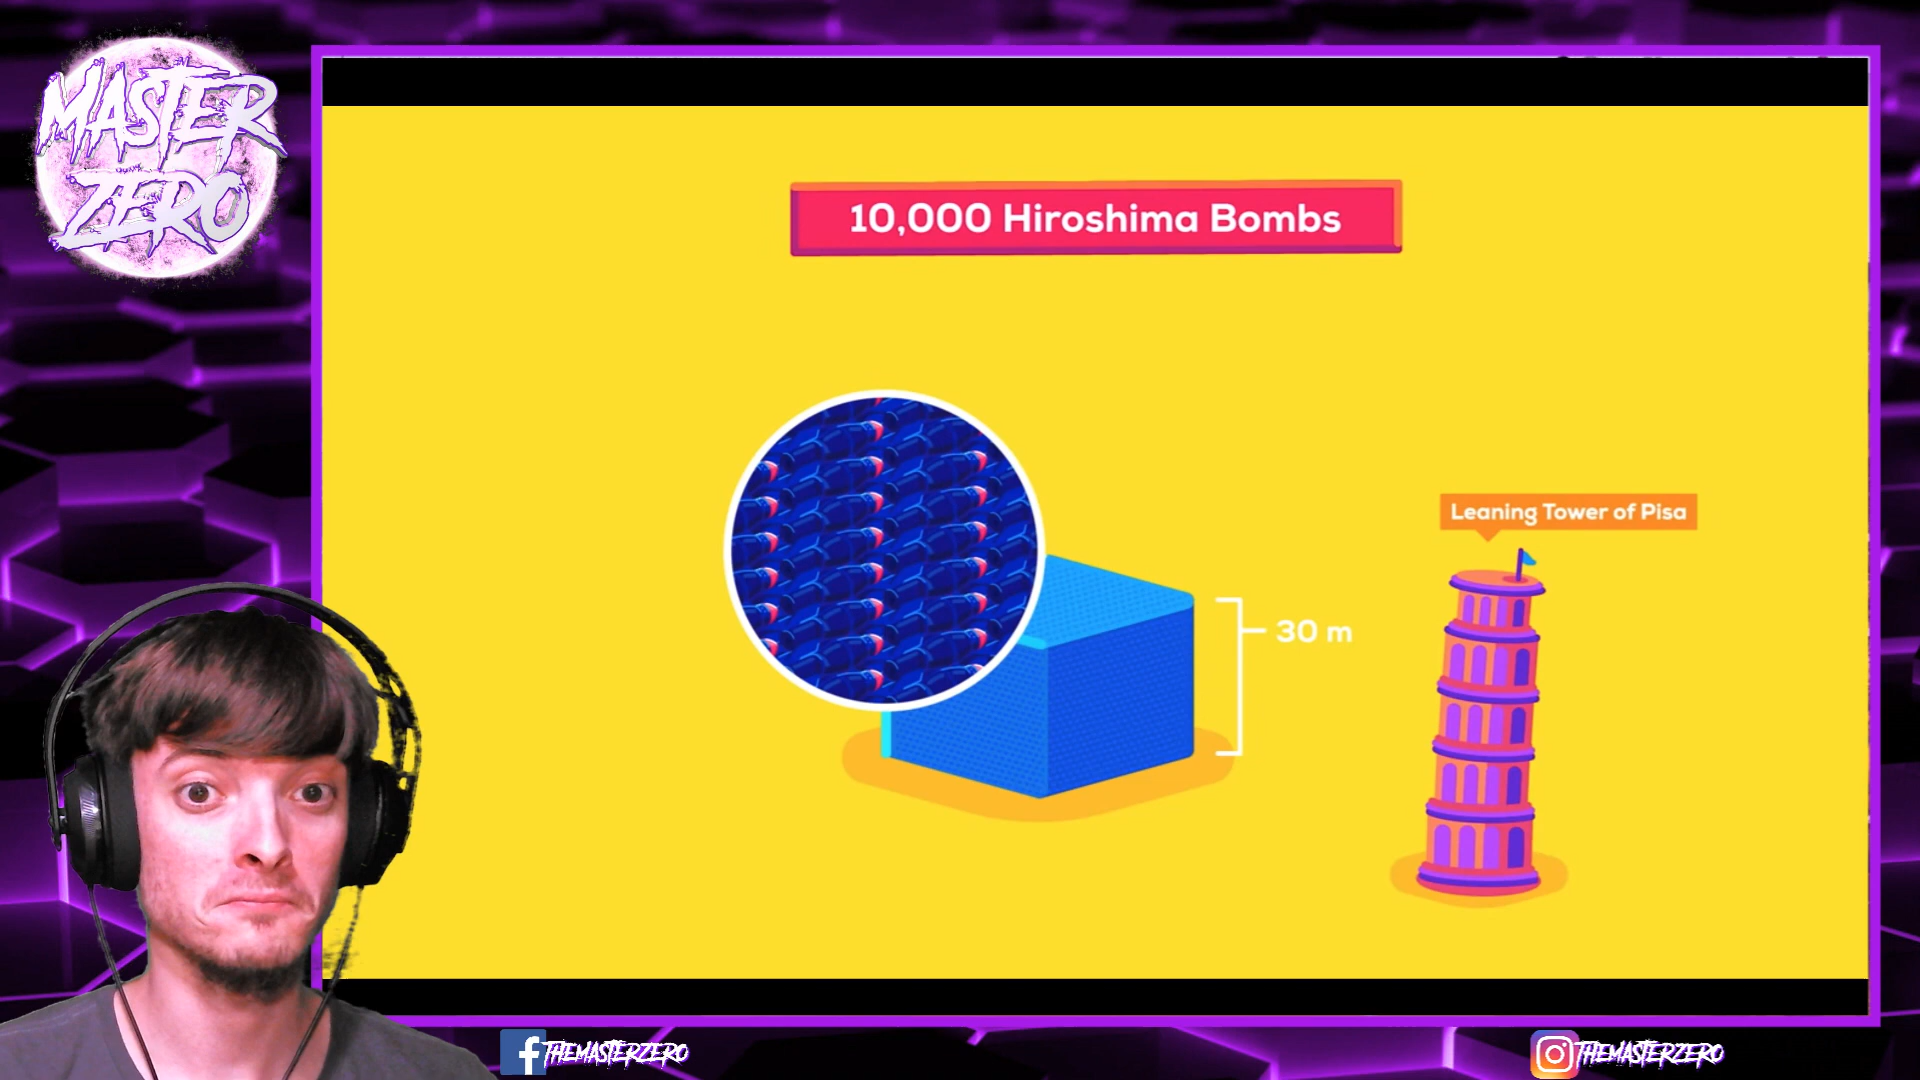 MASTER
ZERO
10,000 Hiroshima Bombs
Leaning Tower of Pisa
30 m
THEMASTERZERO
THEMASTERZERO